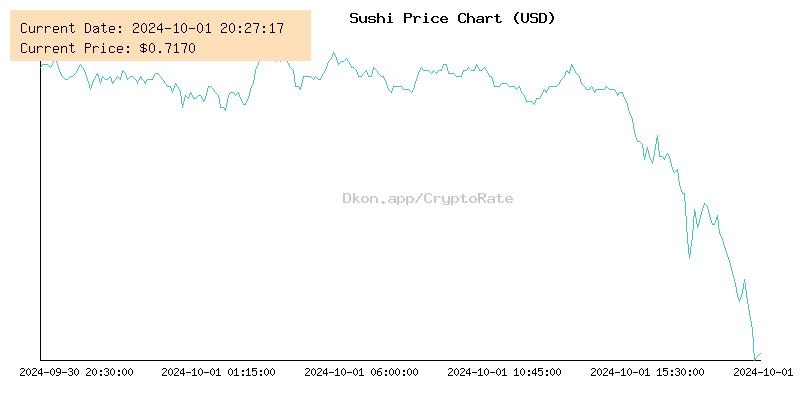 Sushi Price Chart (USD)
Current Date: 2024-10-01 20:27:17
Current Price: $0.7170
Dkon.app/CryptoRate
2024-09-30 20:30:00 2024-10-01 01:15:00 2024-10-01 06:00:00 2024-10-01 10:45:00 2024-10-01 15:30:00 2024-10-01